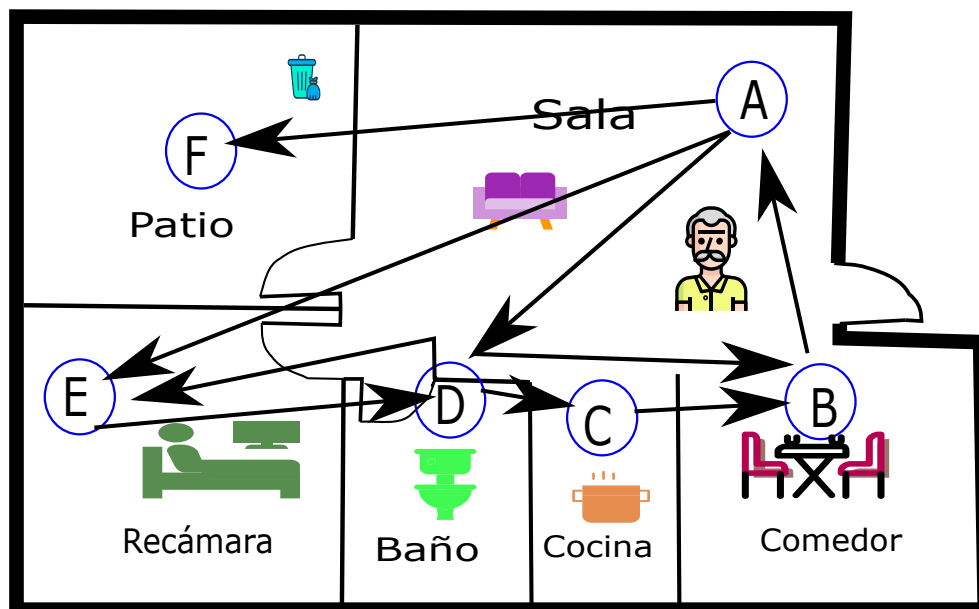 A
Sala
F
Patio
E
D
C
B
Recámara
Baño
Cocina
Comedor